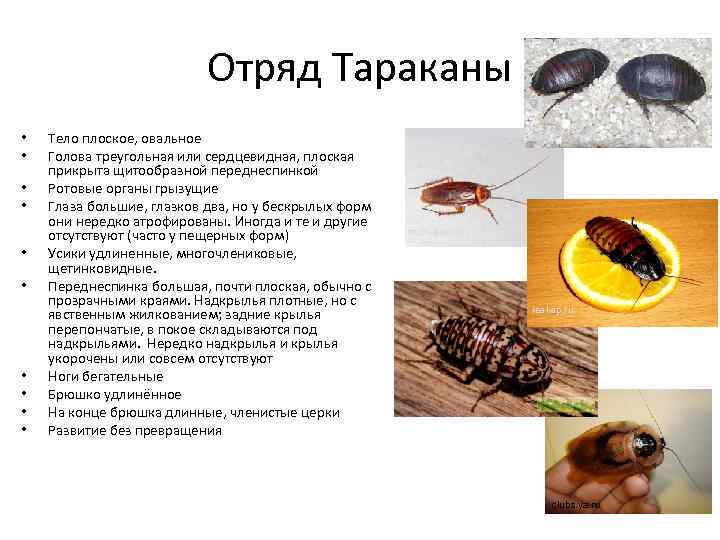 Отряд Тараканы
• Тело плоское, овальное
• Голова треугольная или сердцевидная, плоская
прикрыта щитообразной переднеспинкой
• Ротовые органы грызущие
• Глаза большие, глазков два, но у бескрылых форм
они нередко атрофированы. Иногда и те и другие
отсутствуют (часто у пещерных форм)
• Усики удлиненные, многочлениковые,
щетинковидные.
• Переднеспинка большая, почти плоская, обычно с
прозрачными краями. Надкрылья плотные, но с
явственным жилкованием; задние крылья
перепончатые, в покое складываются под
надкрыльями. Нередко надкрылья и крылья
укорочены или совсем отсутствуют
• Ноги бегательные
• Брюшко удлинённое
• На конце брюшка длинные, членистые церки
• Развитие без превращения
clubs.ya.ru